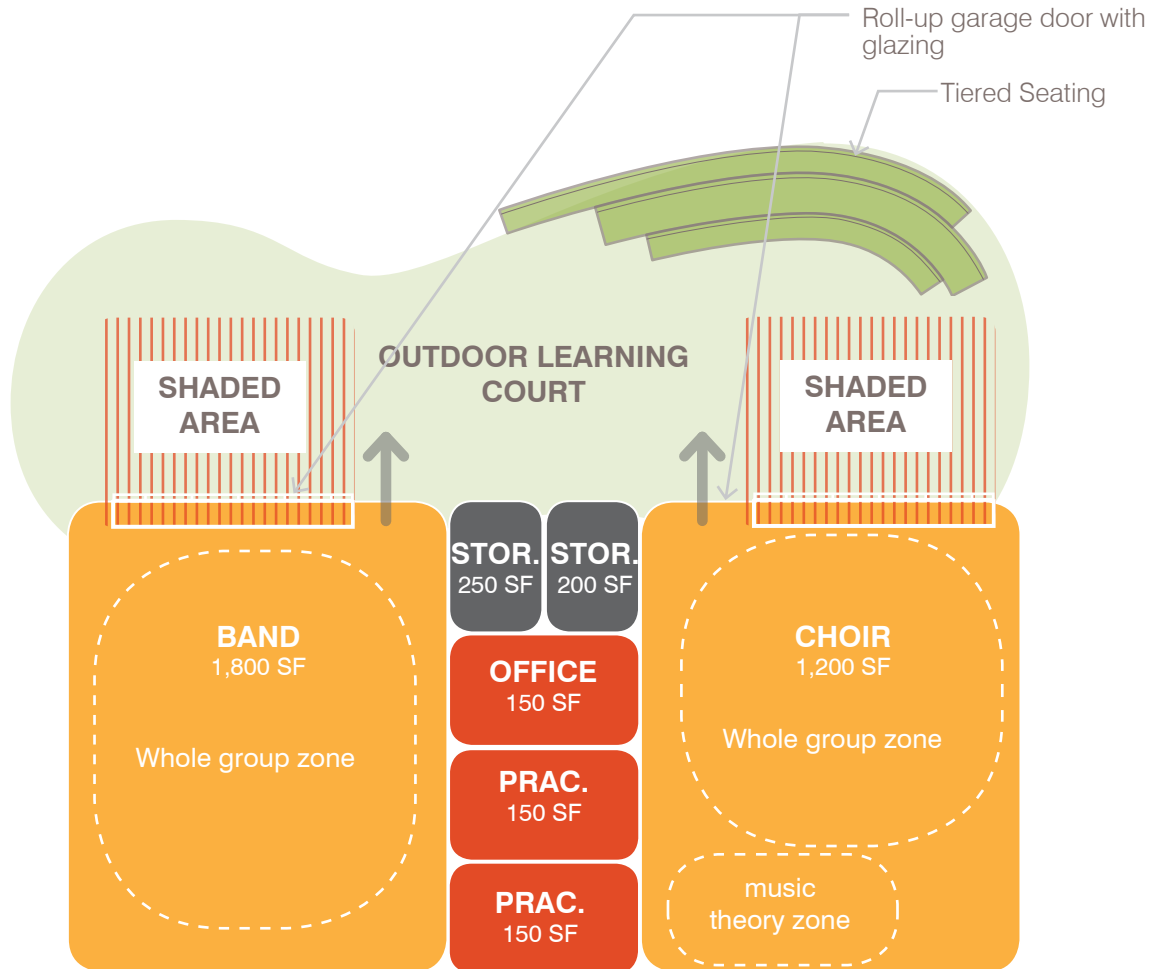 Roll-up garage door with
glazing
Tiered Seating
OUTDOOR LEARNING
COURT
SHADED
AREA
SHADED
AREA
STOR.
250 SF
STOR.
200 SF
BAND
1,800 SF
Whole group zone
OFFICE
150 SF
PRAC.
150 SF
PRAC.
150 SF
CHOIR
1,200 SF
Whole group zone
music
theory zone